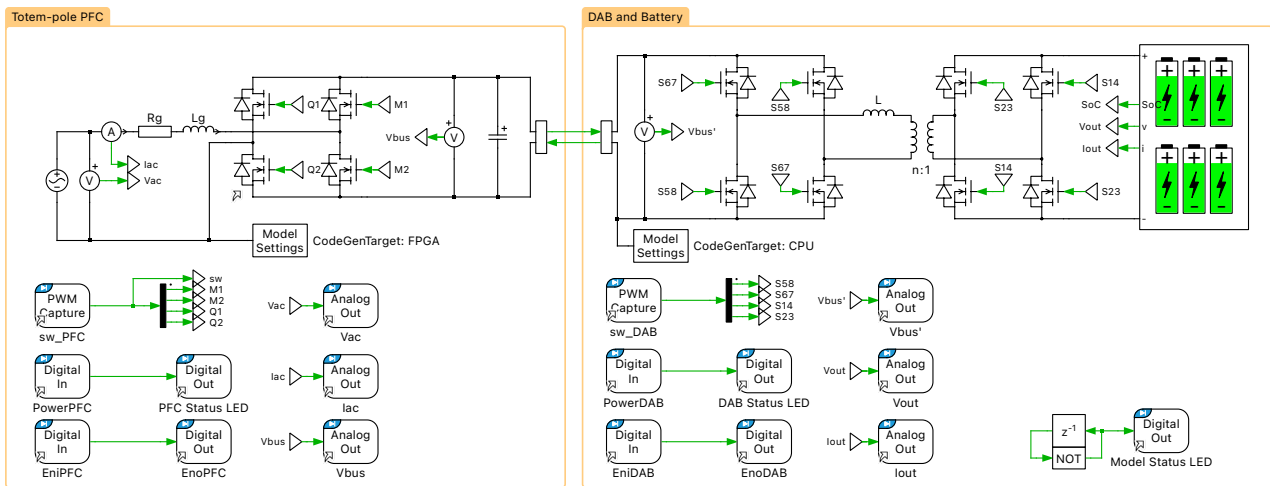 Totem-pole PFC
Rg
Lg
A
Iac
V
Vac
Q1
M1
Q2
M2
Vbus
V
Model
Settings
CodeGenTarget: FPGA
PWM
Capture
sw_PFC
sw
M1
M2
Q1
Q2
Vac
Analog
Out
Vac
Digital
In
PowerPFC
Digital
Out
PFC Status LED
Iac
Analog
Out
Iac
Digital
In
EniPFC
Digital
Out
EnoPFC
Vbus
Analog
Out
Vbus
DAB and Battery
V
Vbus'
S67
S58
S58
S67
L
n:1
S23
S14
S14
S23
SoC
SoC
Vout
v
Iout
i
+
-
Model
Settings
CodeGenTarget: CPU
PWM
Capture
sw_DAB
S58
S67
S14
S23
Vbus'
Analog
Out
Vbus'
Digital
In
PowerDAB
Digital
Out
DAB Status LED
Vout
Analog
Out
Vout
Digital
In
EniDAB
Digital
Out
EnoDAB
Iout
Analog
Out
Iout
z⁻¹
NOT
Digital
Out
Model Status LED